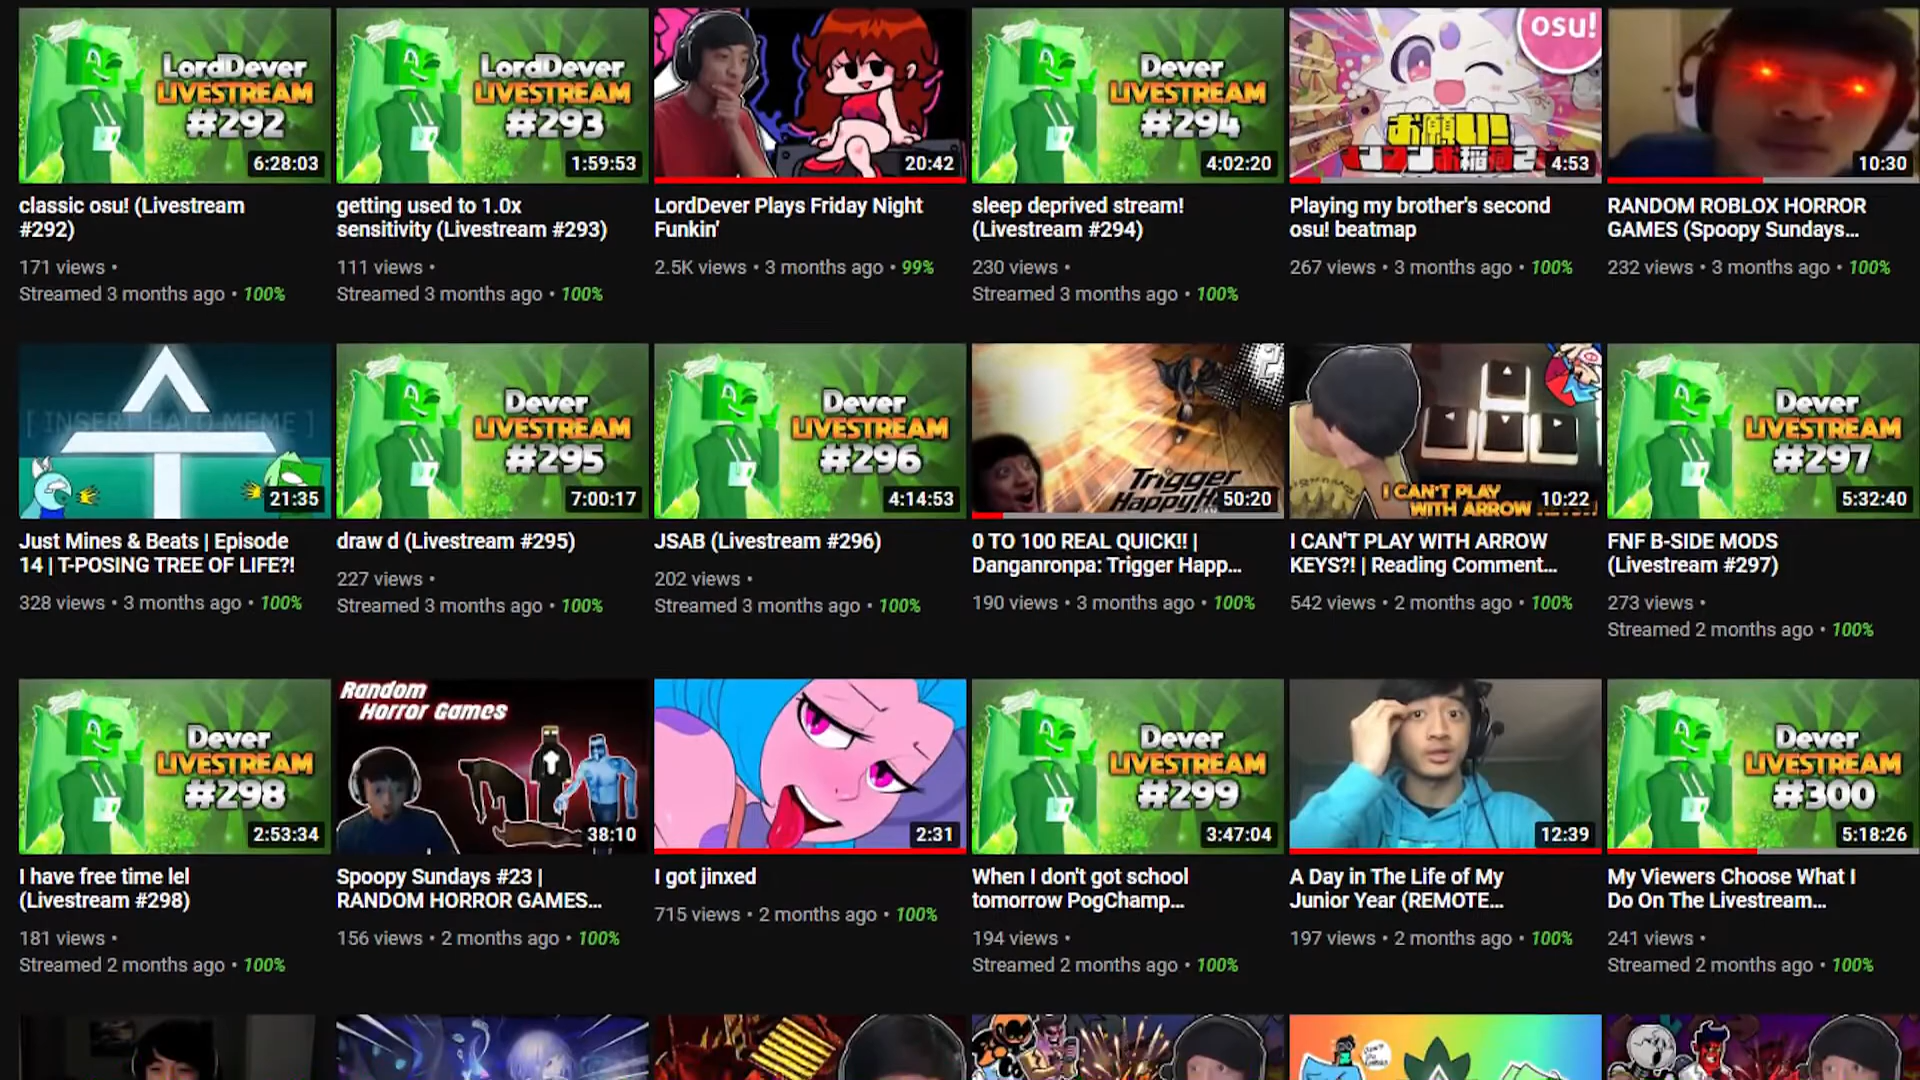 LordDever
LIVESTREAM
#292
6:28:03
classic osu! (Livestream
#292)
171 views •
Streamed 3 months ago • 100%
LordDever
LIVESTREAM
#293
1:59:53
getting used to 1.0x
sensitivity (Livestream #293)
111 views •
Streamed 3 months ago • 100%
20:42
LordDever Plays Friday Night
Funkin'
2.5K views • 3 months ago • 99%
Dever
LIVESTREAM
#294
4:02:20
sleep deprived stream!
(Livestream #294)
230 views •
Streamed 3 months ago • 100%
osu!
お願い!
4:53
Playing my brother's second
osu! beatmap
267 views • 3 months ago • 100%
10:30
RANDOM ROBLOX HORROR
GAMES (Spoopy Sundays...
232 views • 3 months ago • 100%
[ INSERT HALO MEME ]
21:35
Just Mines & Beats | Episode
14 | T-POSING TREE OF LIFE?!
328 views • 3 months ago • 100%
Dever
LIVESTREAM
#295
7:00:17
draw d (Livestream #295)
227 views •
Streamed 3 months ago • 100%
Dever
LIVESTREAM
#296
4:14:53
JSAB (Livestream #296)
202 views •
Streamed 3 months ago • 100%
2
Trigger
Happy
50:20
0 TO 100 REAL QUICK!! |
Danganronpa: Trigger Happ...
190 views • 3 months ago • 100%
I CAN'T PLAY
WITH ARROW
10:22
I CAN'T PLAY WITH ARROW
KEYS?! | Reading Comment...
542 views • 2 months ago • 100%
Dever
LIVESTREAM
#297
5:32:40
FNF B-SIDE MODS
(Livestream #297)
273 views •
Streamed 2 months ago • 100%
Dever
LIVESTREAM
#298
2:53:34
I have free time lel
(Livestream #298)
181 views •
Streamed 2 months ago • 100%
Random
Horror Games
38:10
Spoopy Sundays #23 |
RANDOM HORROR GAMES...
156 views • 2 months ago • 100%
2:31
I got jinxed
715 views • 2 months ago • 100%
Dever
LIVESTREAM
#299
3:47:04
When I don't got school
tomorrow PogChamp...
194 views •
Streamed 2 months ago • 100%
12:39
A Day in The Life of My
Junior Year (REMOTE...
197 views • 2 months ago • 100%
Dever
LIVESTREAM
#300
5:18:26
My Viewers Choose What I
Do On The Livestream...
241 views •
Streamed 2 months ago • 100%